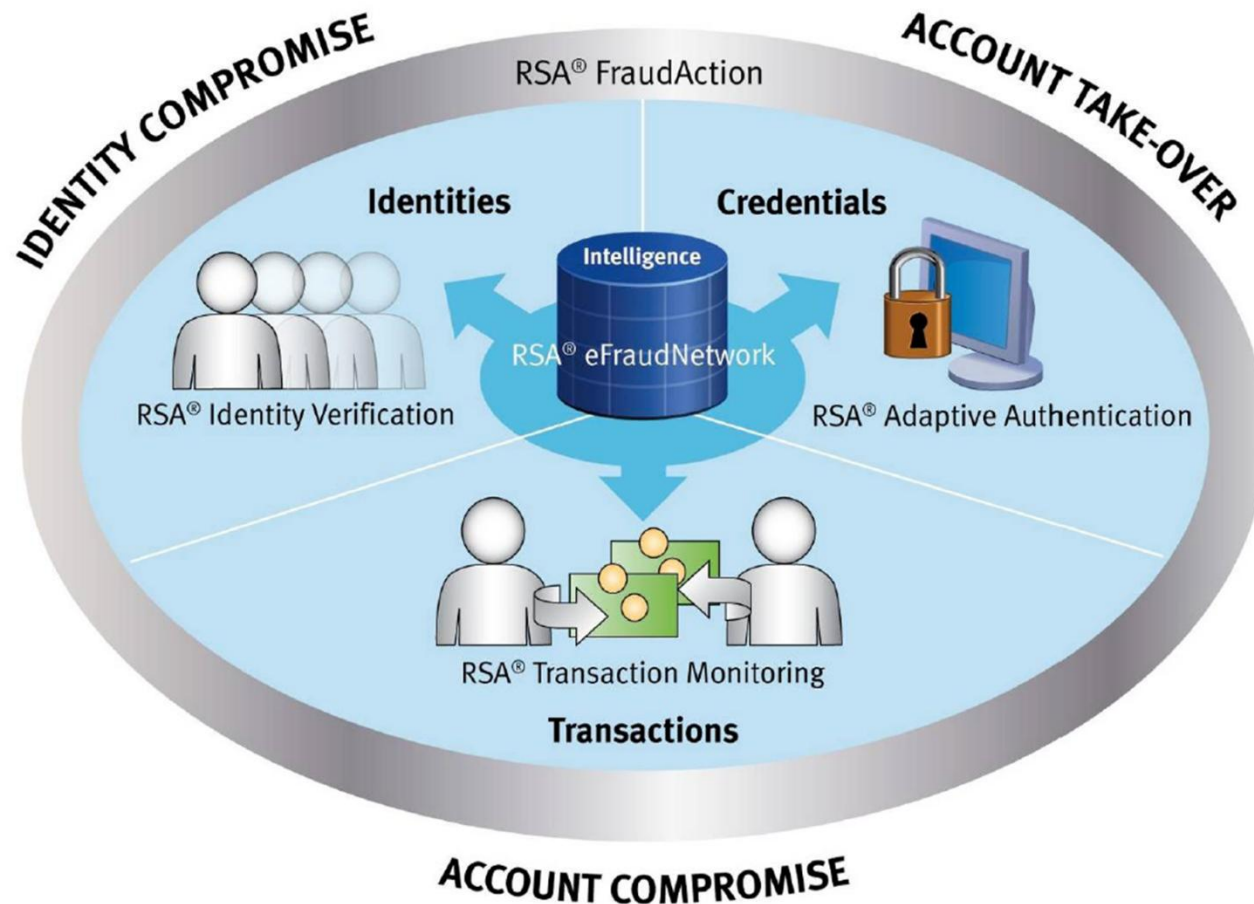 IDENTITY COMPROMISE
ACCOUNT TAKE-OVER
RSA® FraudAction
Identities
Credentials
Intelligence
RSA® eFraudNetwork
RSA® Identity Verification
RSA® Adaptive Authentication
RSA® Transaction Monitoring
Transactions
ACCOUNT COMPROMISE